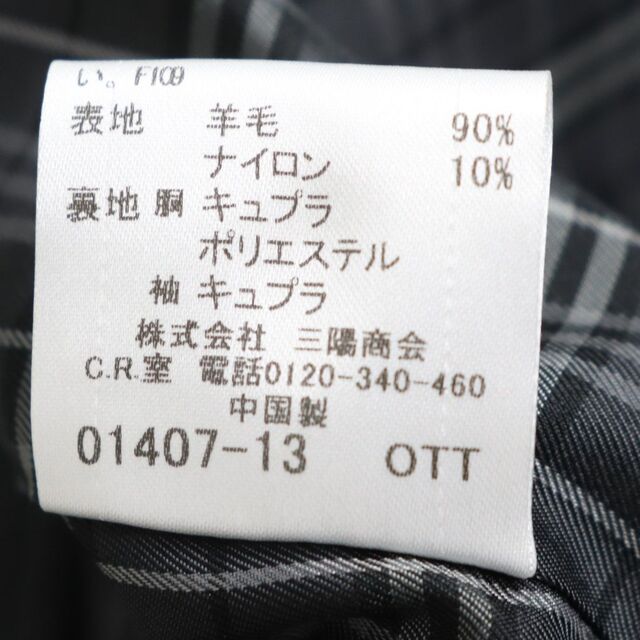 い。F109
表地 羊毛 90%
ナイロン 10%
裏地 胴 キュプラ
ポリエステル
袖 キュプラ
株式会社 三陽商会
C.R.室 電話0120-340-460
中国製
01407-13 OTT